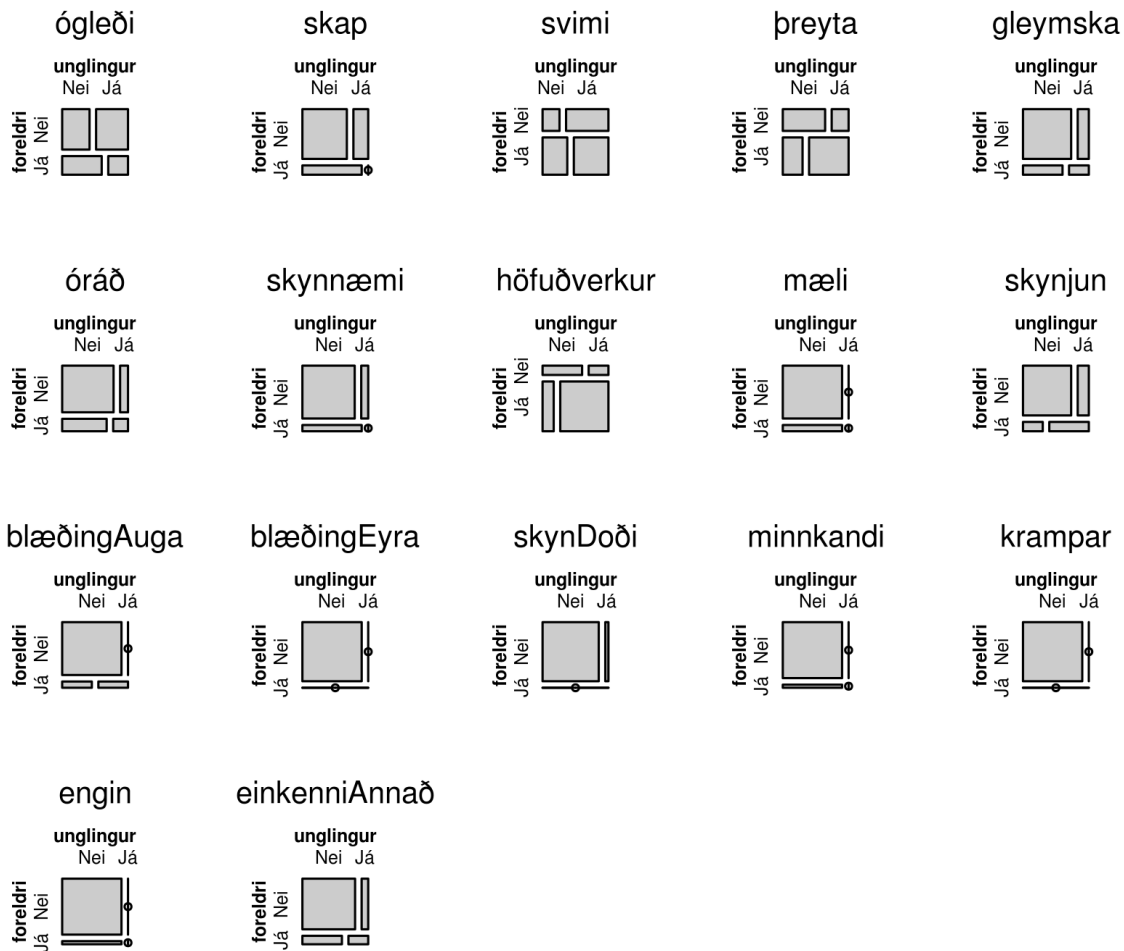 ógleði
unglingur
Nei Já
foreldri
Já Nei
skap
unglingur
Nei Já
foreldri
Já Nei
svimi
unglingur
Nei Já
foreldri
Já Nei
þreyta
unglingur
Nei Já
foreldri
Já Nei
gleymska
unglingur
Nei Já
foreldri
Já Nei
óráð
unglingur
Nei Já
foreldri
Já Nei
skynnæmi
unglingur
Nei Já
foreldri
Já Nei
höfuðverkur
unglingur
Nei Já
foreldri
Já Nei
mæli
unglingur
Nei Já
foreldri
Já Nei
skynjun
unglingur
Nei Já
foreldri
Já Nei
blæðingAuga
unglingur
Nei Já
foreldri
Já Nei
blæðingEyra
unglingur
Nei Já
foreldri
Já Nei
skynDoði
unglingur
Nei Já
foreldri
Já Nei
minnkandi
unglingur
Nei Já
foreldri
Já Nei
krampar
unglingur
Nei Já
foreldri
Já Nei
engin
unglingur
Nei Já
foreldri
Já Nei
einkenniAnnað
unglingur
Nei Já
foreldri
Já Nei